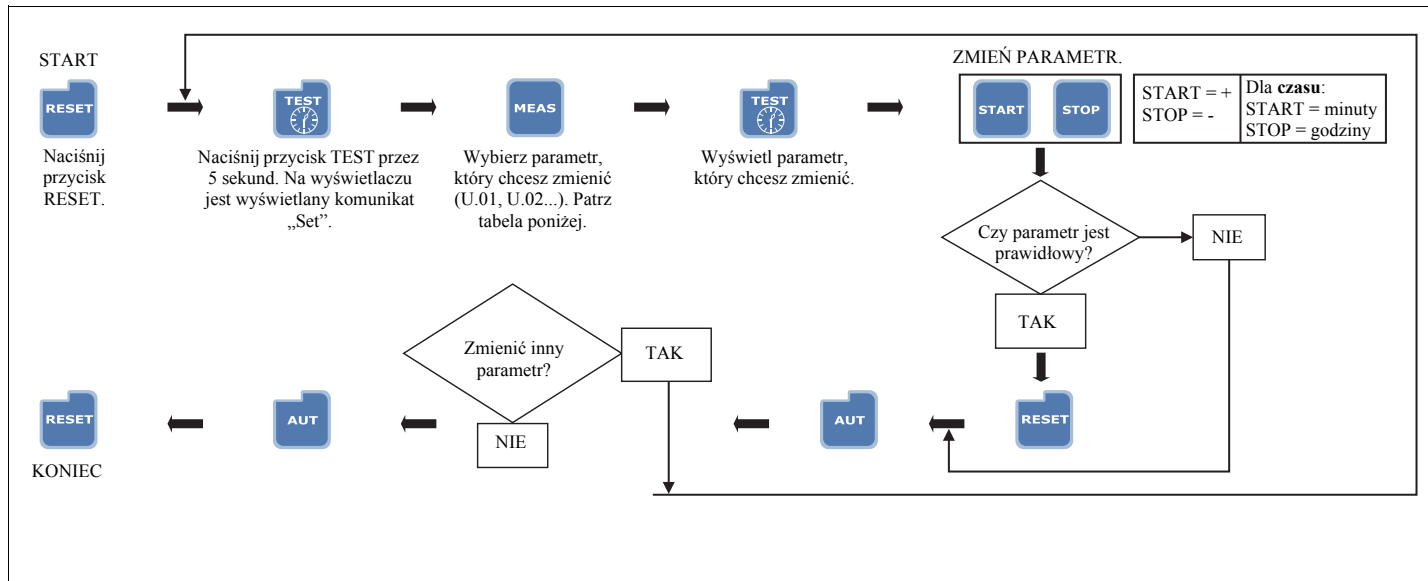 START
RESET
Naciśnij
przycisk
RESET.
TEST
Naciśnij przycisk TEST przez
5 sekund. Na wyświetlaczu
jest wyświetlany komunikat
„Set”.
MEAS
Wybierz parametr,
który chcesz zmienić
(U.01, U.02...). Patrz
tabela poniżej.
TEST
Wyświetl parametr,
który chcesz zmienić.
ZMIEŃ PARAMETR.
START
STOP
START = +
STOP = -
Dla czasu:
START = minuty
STOP = godziny
Czy parametr jest
prawidłowy?
NIE
TAK
RESET
AUT
Zmienić inny
parametr?
TAK
NIE
AUT
RESET
KONIEC